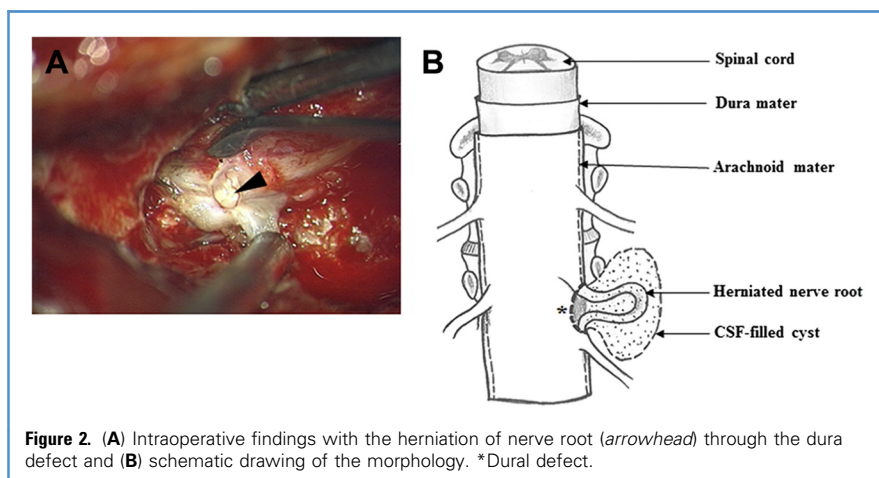 A
B
Spinal cord
Dura mater
Arachnoid mater
Herniated nerve root
*
CSF-filled cyst
Figure 2. (A) Intraoperative findings with the herniation of nerve root (arrowhead) through the dura
defect and (B) schematic drawing of the morphology. *Dural defect.